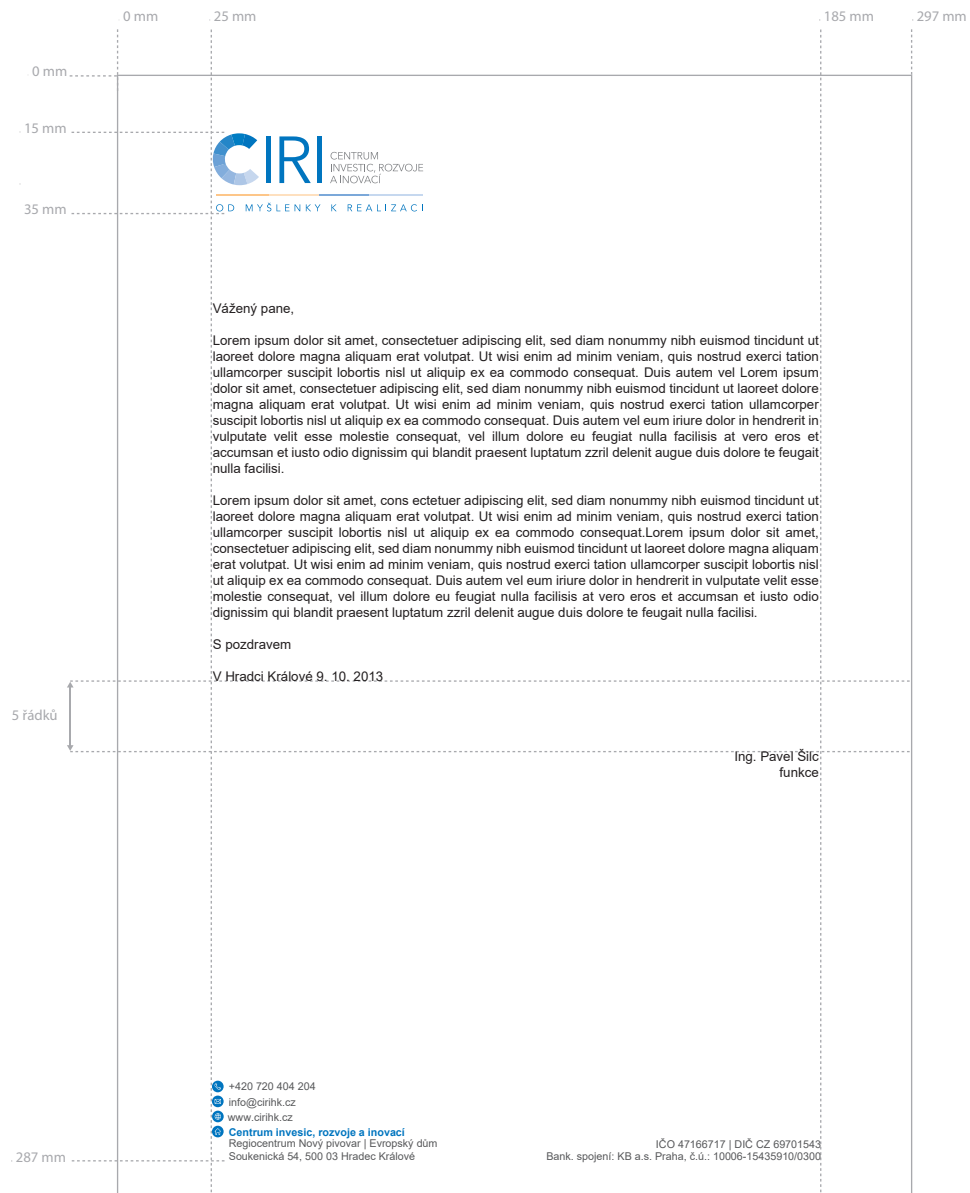 0 mm 25 mm 185 mm 297 mm
0 mm
15 mm
CIRI CENTRUM
INVESTIC, ROZVOJE
A INOVACÍ
OD MYŠLENKY K REALIZACI
35 mm
Vážený pane,
Lorem ipsum dolor sit amet, consectetuer adipiscing elit, sed diam nonummy nibh euismod tincidunt ut
laoreet dolore magna aliquam erat volutpat. Ut wisi enim ad minim veniam, quis nostrud exerci tation
ullamcorper suscipit lobortis nisl ut aliquip ex ea commodo consequat. Duis autem vel Lorem ipsum
dolor sit amet, consectetuer adipiscing elit, sed diam nonummy nibh euismod tincidunt ut laoreet dolore
magna aliquam erat volutpat. Ut wisi enim ad minim veniam, quis nostrud exerci tation ullamcorper
suscipit lobortis nisl ut aliquip ex ea commodo consequat. Duis autem vel eum iriure dolor in hendrerit in
vulputate velit esse molestie consequat, vel illum dolore eu feugiat nulla facilisis at vero eros et
accumsan et iusto odio dignissim qui blandit praesent luptatum zzril delenit augue duis dolore te feugait
nulla facilisi.
Lorem ipsum dolor sit amet, cons ectetuer adipiscing elit, sed diam nonummy nibh euismod tincidunt ut
laoreet dolore magna aliquam erat volutpat. Ut wisi enim ad minim veniam, quis nostrud exerci tation
ullamcorper suscipit lobortis nisl ut aliquip ex ea commodo consequat.Lorem ipsum dolor sit amet,
consectetuer adipiscing elit, sed diam nonummy nibh euismod tincidunt ut laoreet dolore magna aliquam
erat volutpat. Ut wisi enim ad minim veniam, quis nostrud exerci tation ullamcorper suscipit lobortis nisl
ut aliquip ex ea commodo consequat. Duis autem vel eum iriure dolor in hendrerit in vulputate velit esse
molestie consequat, vel illum dolore eu feugiat nulla facilisis at vero eros et accumsan et iusto odio
dignissim qui blandit praesent luptatum zzril delenit augue duis dolore te feugait nulla facilisi.
S pozdravem
V Hradci Králové 9. 10. 2013
5 řádků
Ing. Pavel Šilc
funkce
+420 720 404 204
info@cirihk.cz
www.cirihk.cz
Centrum invesic, rozvoje a inovací
Regiocentrum Nový pivovar | Evropský dům
Soukenická 54, 500 03 Hradec Králové
IČO 47166717 | DIČ CZ 69701543
Bank. spojení: KB a.s. Praha, č.ú.: 10006-15435910/0300
287 mm